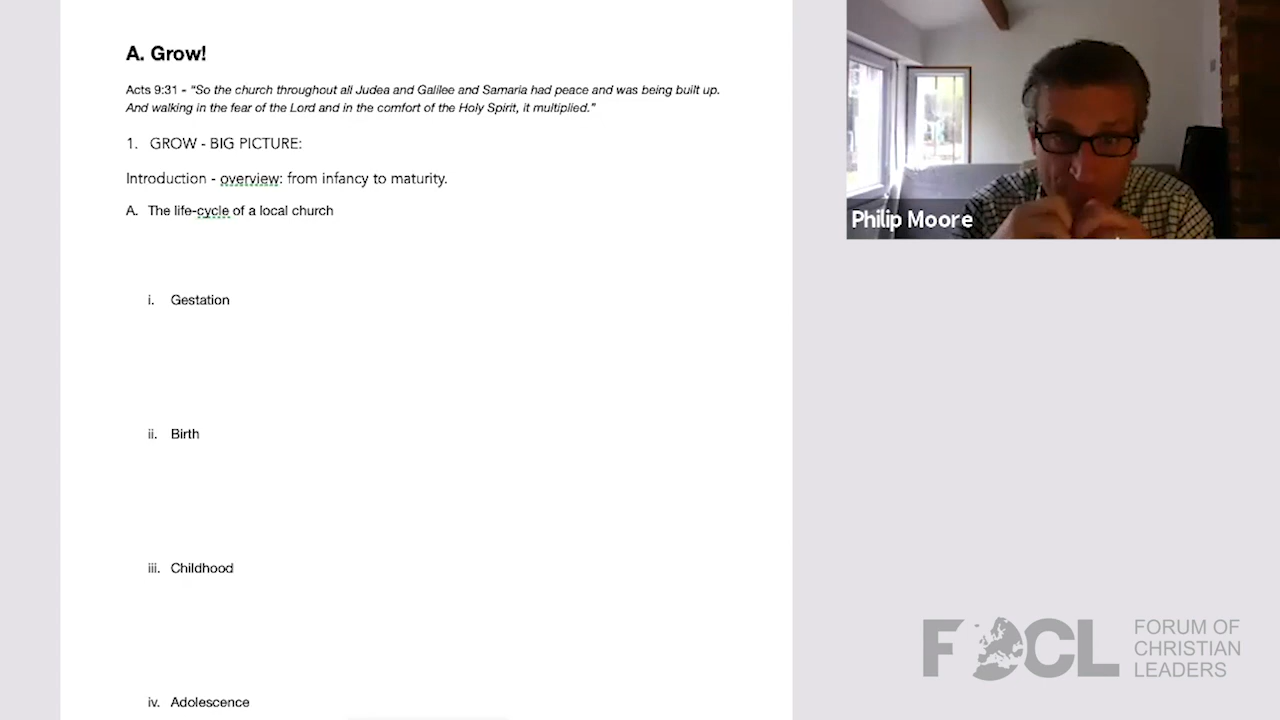 A. Grow!
Acts 9:31 - “So the church throughout all Judea and Galilee and Samaria had peace and was being built up.
And walking in the fear of the Lord and in the comfort of the Holy Spirit, it multiplied.”
1. GROW - BIG PICTURE:
Introduction - overview: from infancy to maturity.
A. The life-cycle of a local church
i. Gestation
ii. Birth
iii. Childhood
iv. Adolescence
Philip Moore
FOCL
FORUM OF
CHRISTIAN
LEADERS